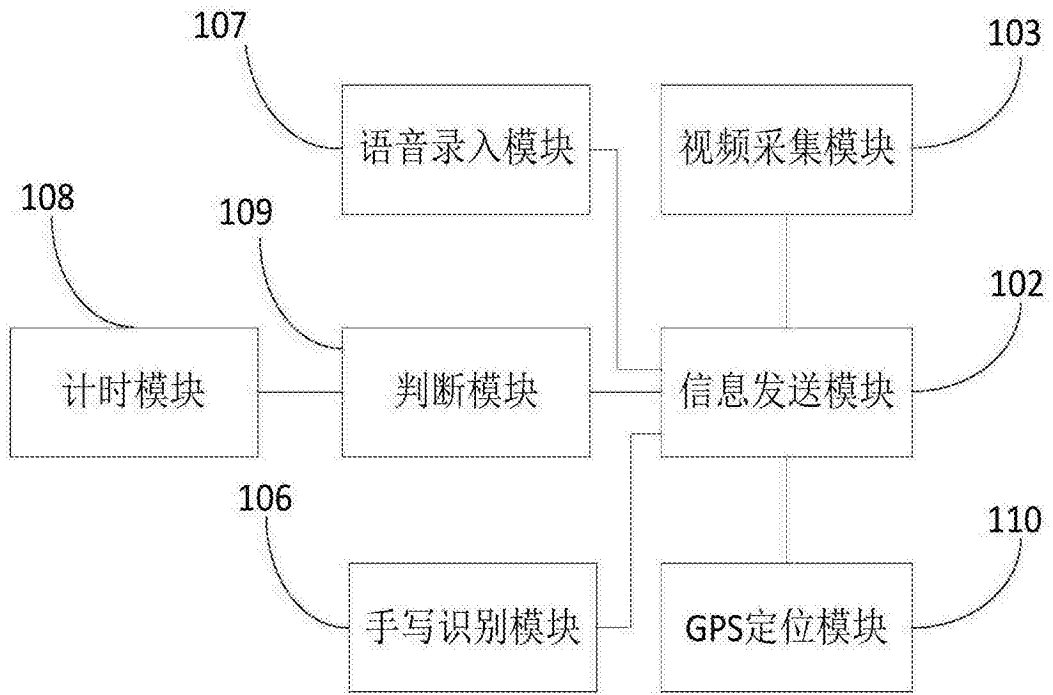 107
103
语音录入模块
视频采集模块
108
109
102
计时模块
判断模块
信息发送模块
106
110
手写识别模块
GPS定位模块